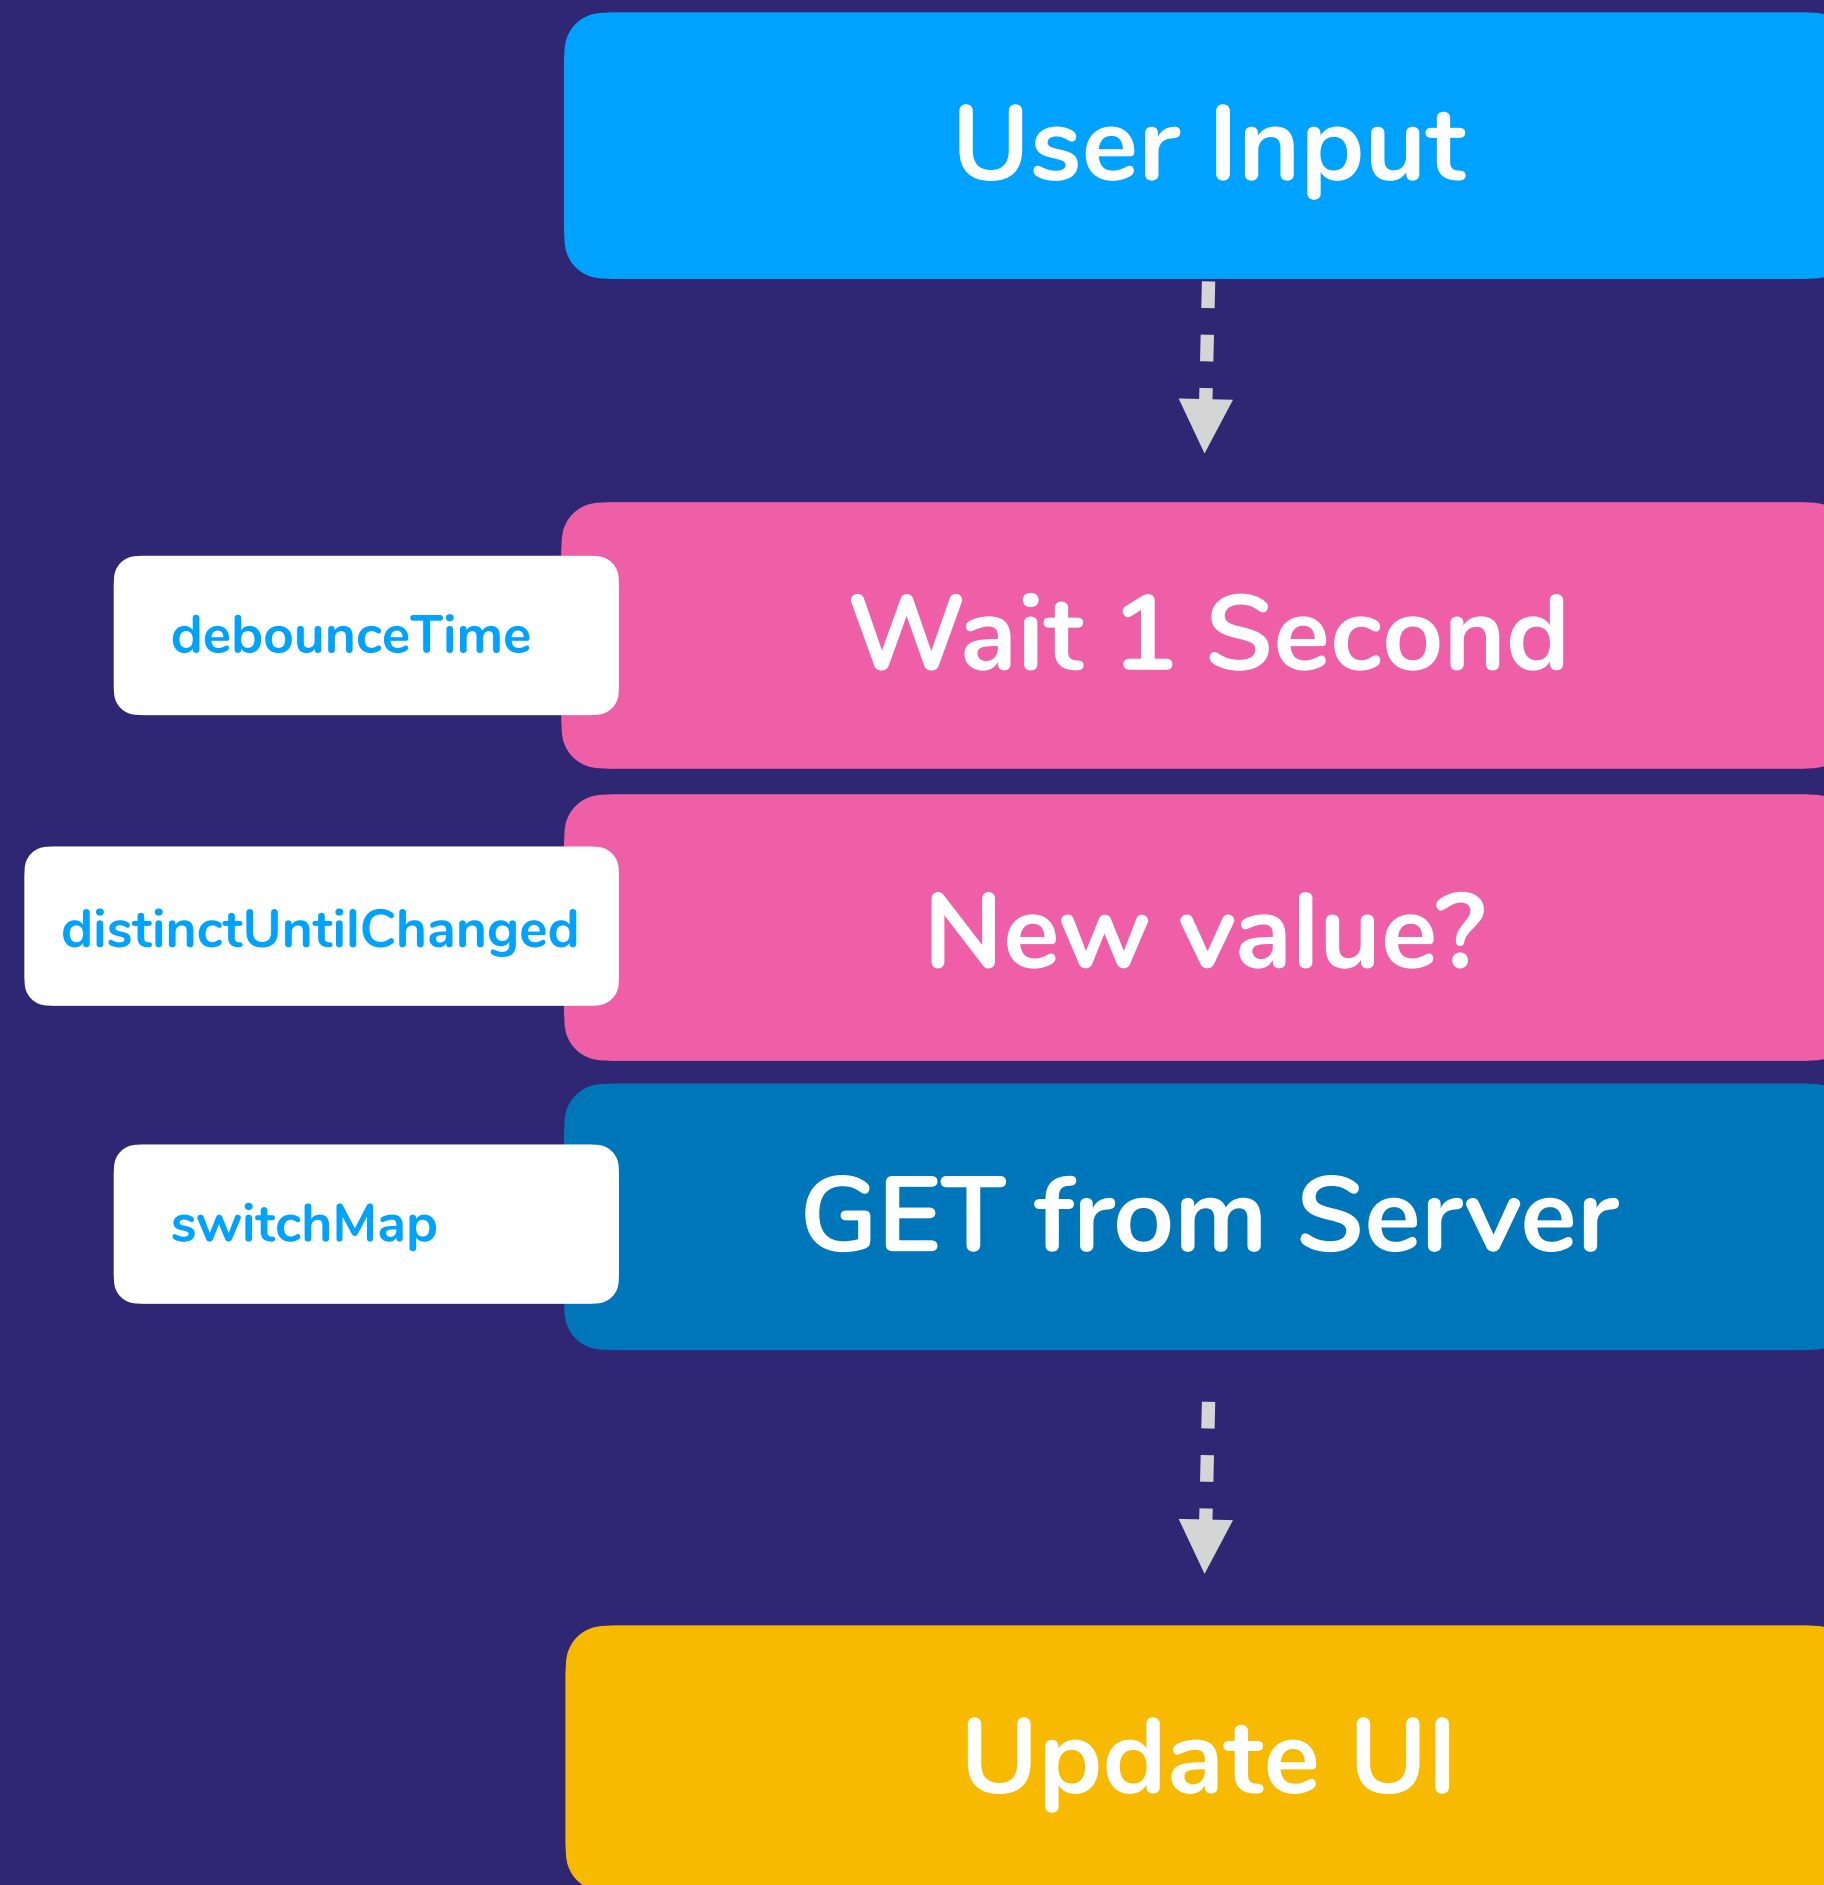 User Input
debounceTime
Wait 1 Second
distinctUntilChanged
New value?
switchMap
GET from Server
Update UI